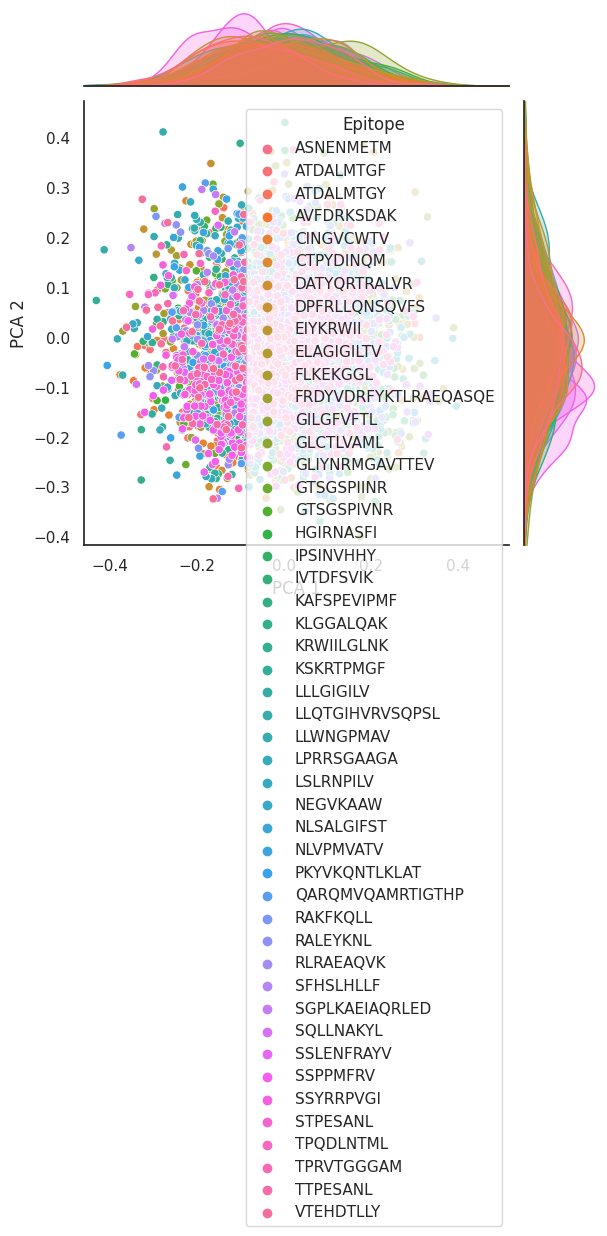 Epitope
ASNENMETM
ATDALMTGF
ATDALMTGY
AVFDRKSDAK
CINGVCWTV
CTPYDINQM
DATYQRTRALVR
DPFRLLQNSQVFS
EIYKRWII
ELAGIGILTV
FLKEKGGL
FRDYVDRFYKTLRAEQASQE
GILGFVFTL
GLCTLVAML
GLIYNRMGAVTTEV
GTSGSPIINR
GTSGSPIVNR
HGIRNASFI
IPSINVHHY
IVTDFSVIK
KAFSPEVIPMF
KLGGALQAK
KRWIILGLNK
KSKRTPMGF
LLLGIGILV
LLQTGIHVRVSQPSL
LLWNGPMAV
LPRRSGAAGA
LSLRNPILV
NEGVKAAW
NLSALGIFST
NLVPMVATV
PKYVKQNTLKLAT
QARQMVQAMRTIGTHP
RAKFKQLL
RALEYKNL
RLRAEAQVK
SFHSLHLLF
SGPLKAEIAQRLED
SQLLNAKYL
SSLENFRAYV
SSPPMFRV
SSYRRPVGI
STPESANL
TPQDLNTML
TPRVTGGGAM
TTPESANL
VTEHDTLLY
PCA 2
0.4
0.3
0.2
0.1
0.0
−0.1
−0.2
−0.3
−0.4
−0.4
−0.2
0.0
0.2
0.4
PCA 1